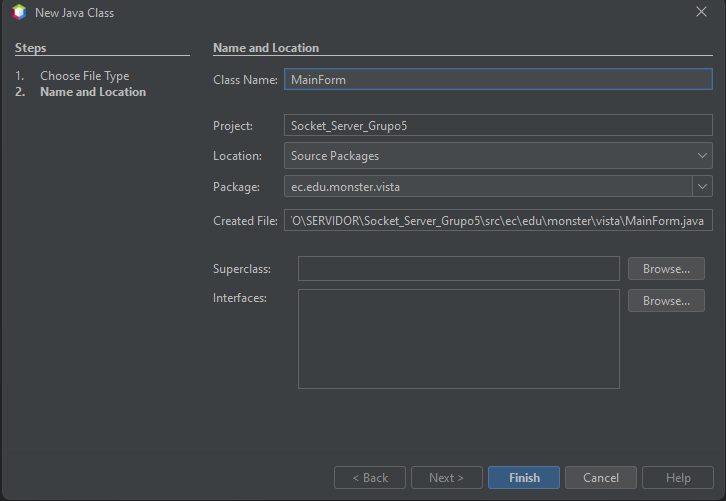 New Java Class
Steps
1. Choose File Type
2. Name and Location
Name and Location
Class Name: MainForm
Project: Socket_Server_Grupo5
Location: Source Packages
Package: ec.edu.monster.vista
Created File: 'O\SERVIDOR\Socket_Server_Grupo5\src\ec\edu\monster\vista\MainForm.java
Superclass: Browse...
Interfaces: Browse...
< Back Next > Finish Cancel Help